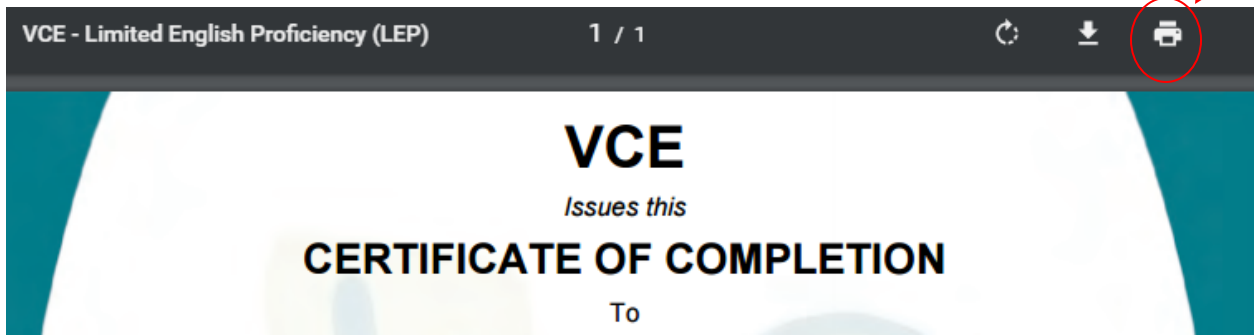 VCE - Limited English Proficiency (LEP) 1 / 1
VCE
Issues this
CERTIFICATE OF COMPLETION
To